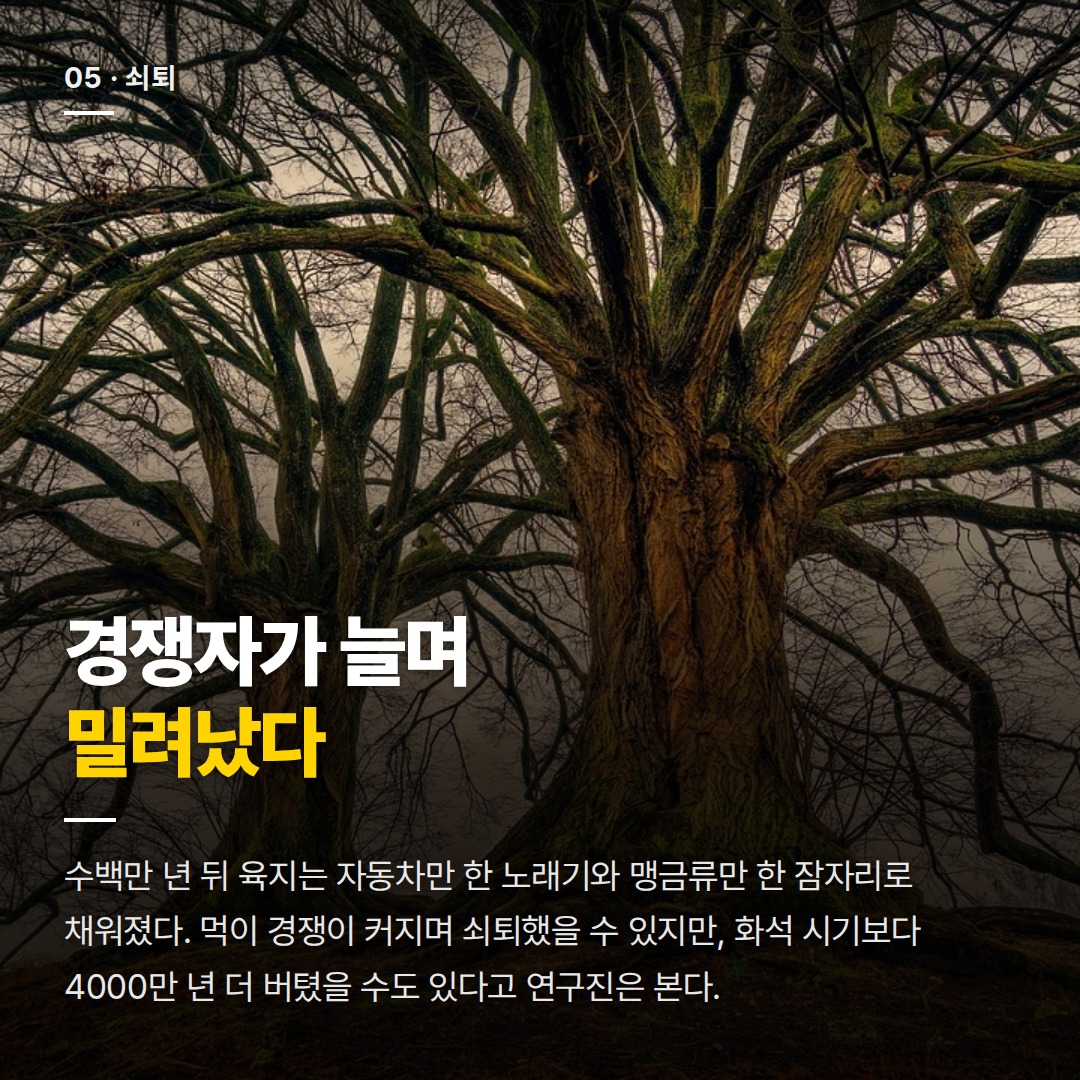 05 · 쇠퇴
경쟁자가 늘며
밀려났다
수백만 년 뒤 육지는 자동차만 한 노래기와 맹금류만 한 잠자리로
채워졌다. 먹이 경쟁이 커지며 쇠퇴했을 수 있지만, 화석 시기보다
4000만 년 더 버텼을 수도 있다고 연구진은 본다.